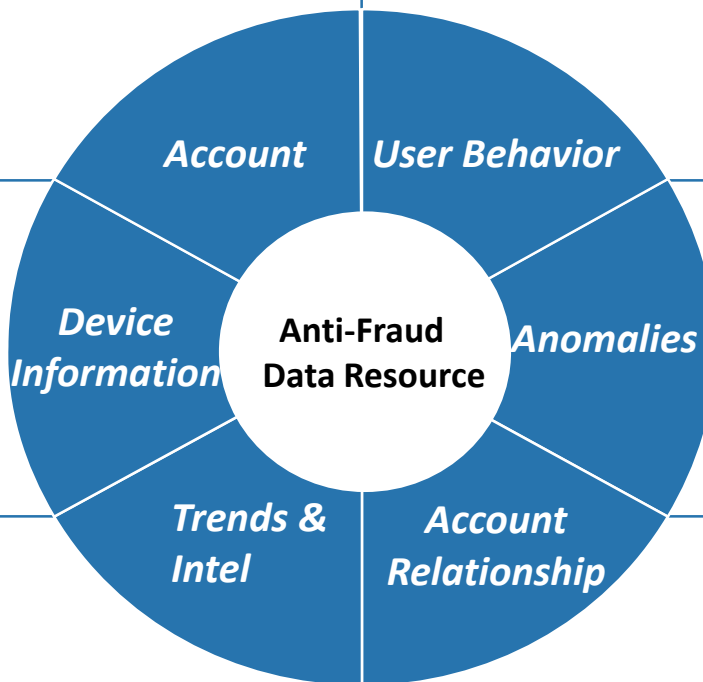 Account
User Behavior
Device
Information
Anti-Fraud
Data Resource
Anomalies
Trends &
Intel
Account
Relationship